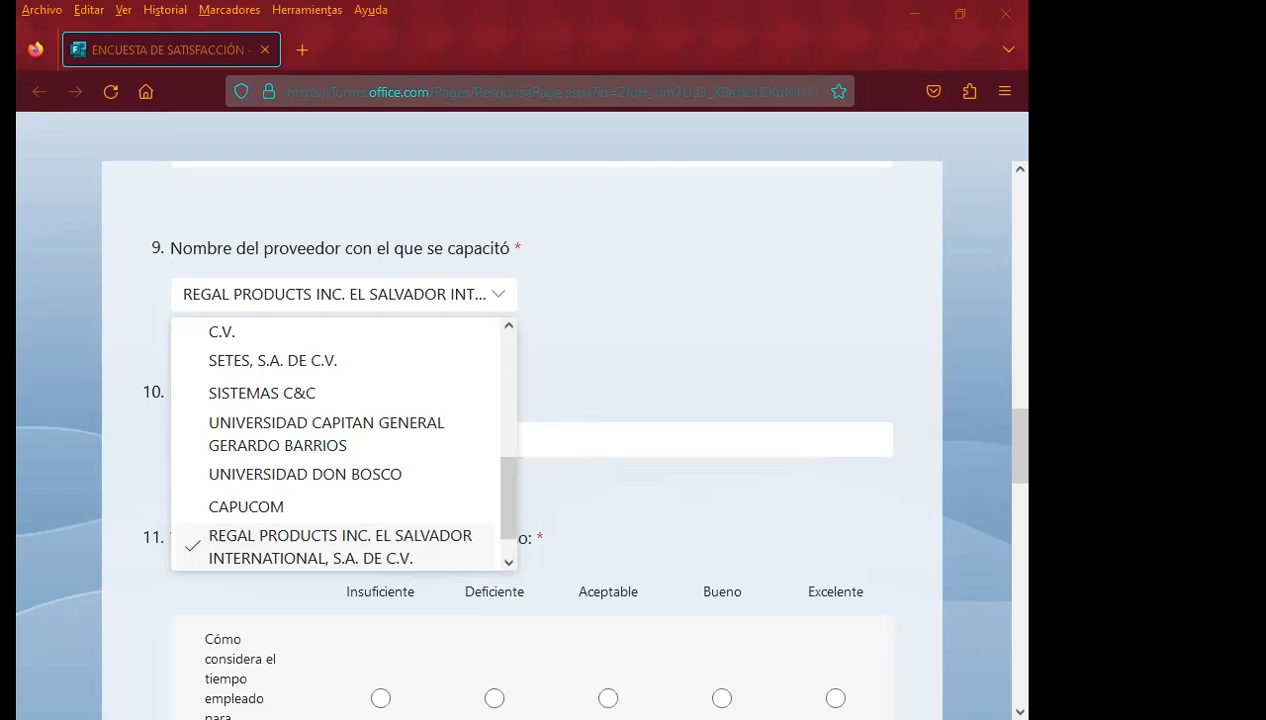 Archivo Editar Ver Historial Marcadores Herramientas Ayuda
ENCUESTA DE SATISFACCIÓN -
office.com
9. Nombre del proveedor con el que se capacitó *
REGAL PRODUCTS INC. EL SALVADOR INT...
C.V.
SETES, S.A. DE C.V.
10.
SISTEMAS C&C
UNIVERSIDAD CAPITAN GENERAL
GERARDO BARRIOS
UNIVERSIDAD DON BOSCO
CAPUCOM
11.
REGAL PRODUCTS INC. EL SALVADOR
INTERNATIONAL, S.A. DE C.V.
o: *
Insuficiente Deficiente Aceptable Bueno Excelente
Cómo
considera el
tiempo
empleado
para